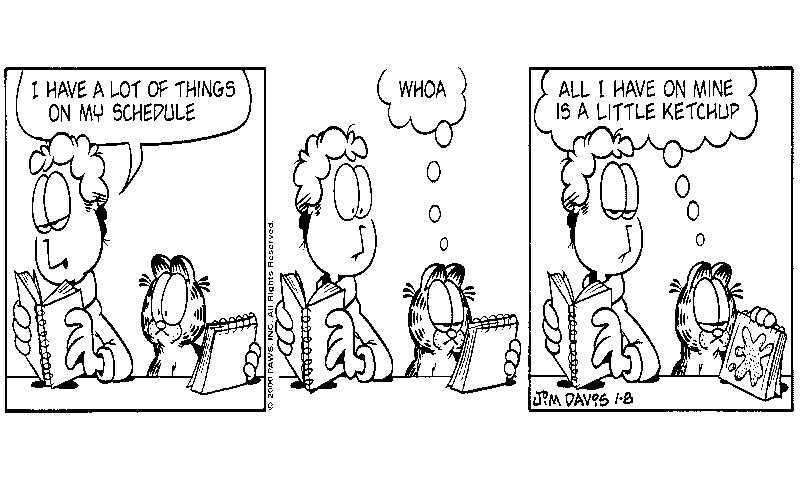 I HAVE A LOT OF THINGS
ON MY SCHEDULE
© 2000 PAWS, INC. All Rights Reserved.
WHOA
ALL I HAVE ON MINE
IS A LITTLE KETCHUP
JIM DAVIS 1-8